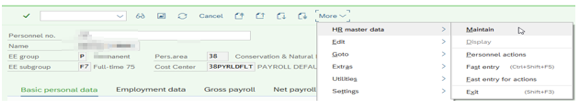 Cancel More
Personnel no.
Name
EE group P Permanent Pers.area 38 Conservation & Natural
EE subgroup F7 Full-time 75 Cost Center 38PYRLDFLT PAYROLL DEFAU
Basic personal data Employment data Gross payroll Net payroll
HR master data
Edit
Goto
Extras
Utilities
Settings
Maintain
Display
Personnel actions
Fast entry (Ctrl+Shift+F5)
Fast entry for actions
Exit (Shift+F3)